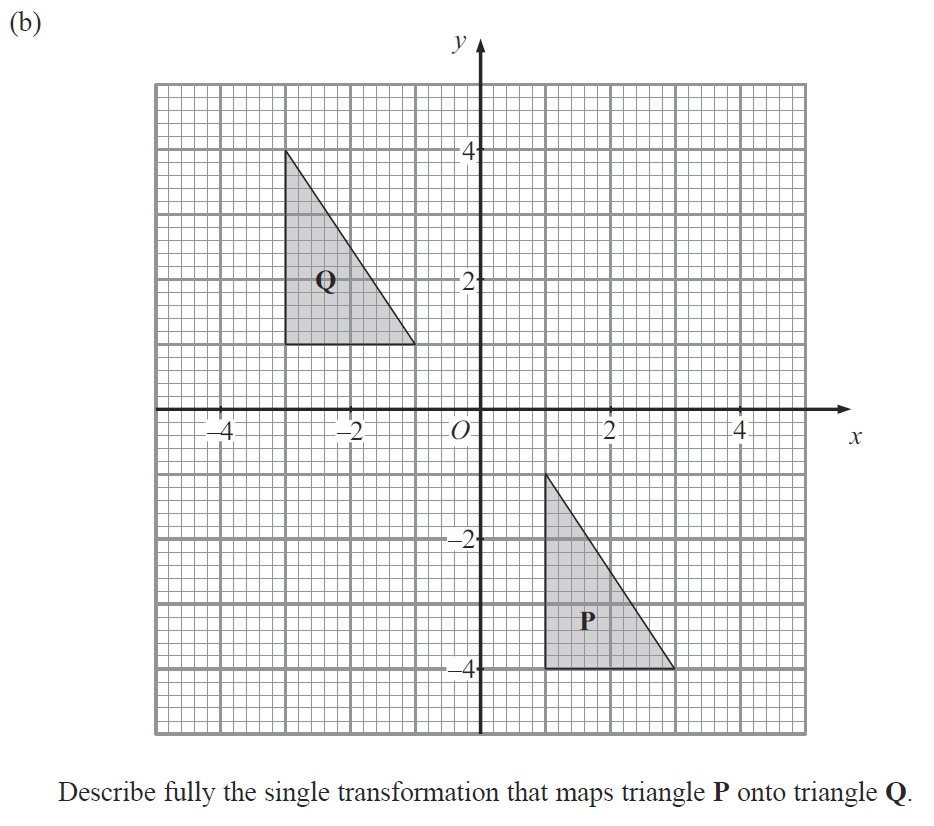 (b)
y
4
Q
2
–4 –2 O 2 4 x
–2
P
–4
Describe fully the single transformation that maps triangle P onto triangle Q.